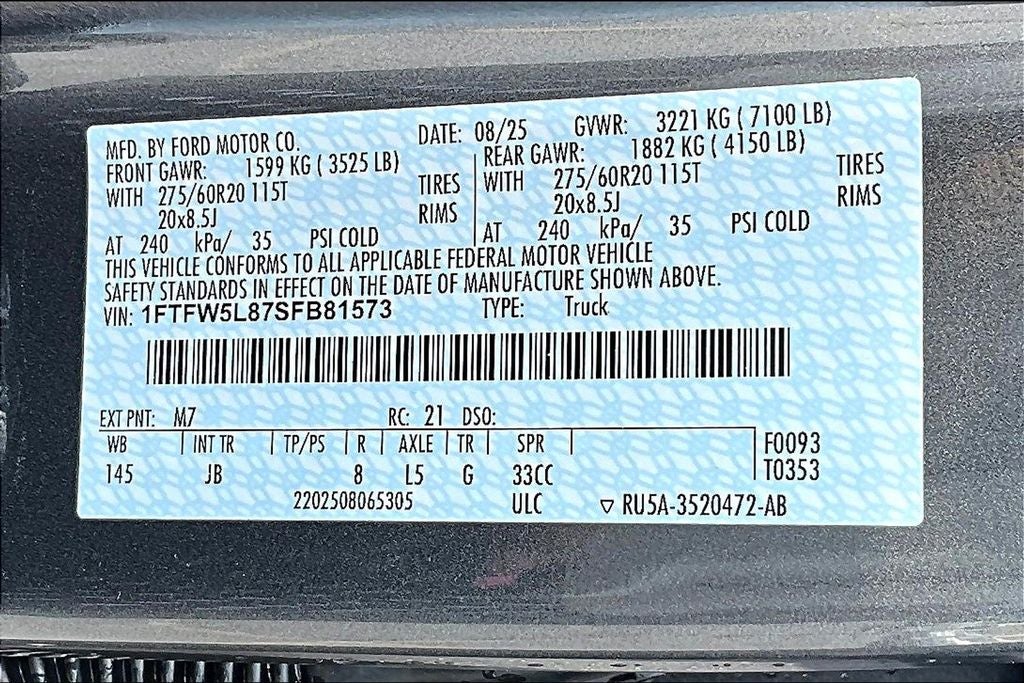 MFD. BY FORD MOTOR CO. DATE: 08/25 GVWR: 3221 KG ( 7100 LB)
FRONT GAWR: 1599 KG ( 3525 LB) REAR GAWR: 1882 KG ( 4150 LB)
WITH 275/60R20 115T TIRES WITH 275/60R20 115T TIRES
20x8.5J RIMS 20x8.5J RIMS
AT 240 kPa/ 35 PSI COLD AT 240 kPa/ 35 PSI COLD
THIS VEHICLE CONFORMS TO ALL APPLICABLE FEDERAL MOTOR VEHICLE
SAFETY STANDARDS IN EFFECT ON THE DATE OF MANUFACTURE SHOWN ABOVE.
VIN: 1FTFW5L87SFB81573 TYPE: Truck
EXT PNT: M7 RC: 21 DSO:
WB INT TR TP/PS R AXLE TR SPR F0093
145 JB 8 L5 G 33CC T0353
2202508065305 ULC ▽ RU5A-3520472-AB